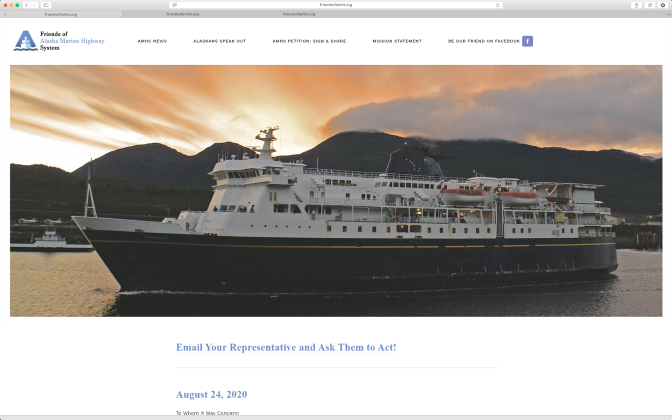 friendsofamhs.org
friendsofamhs.org
friendsofamhs.org
friendsofamhs.org
Friends of
Alaska Marine Highway
System
AMHS NEWS
ALASKANS SPEAK OUT
AMHS PETITION: SIGN & SHARE
MISSION STATEMENT
BE OUR FRIEND ON FACEBOOK
Email Your Representative and Ask Them to Act!
August 24, 2020
To Whom It May Concern: